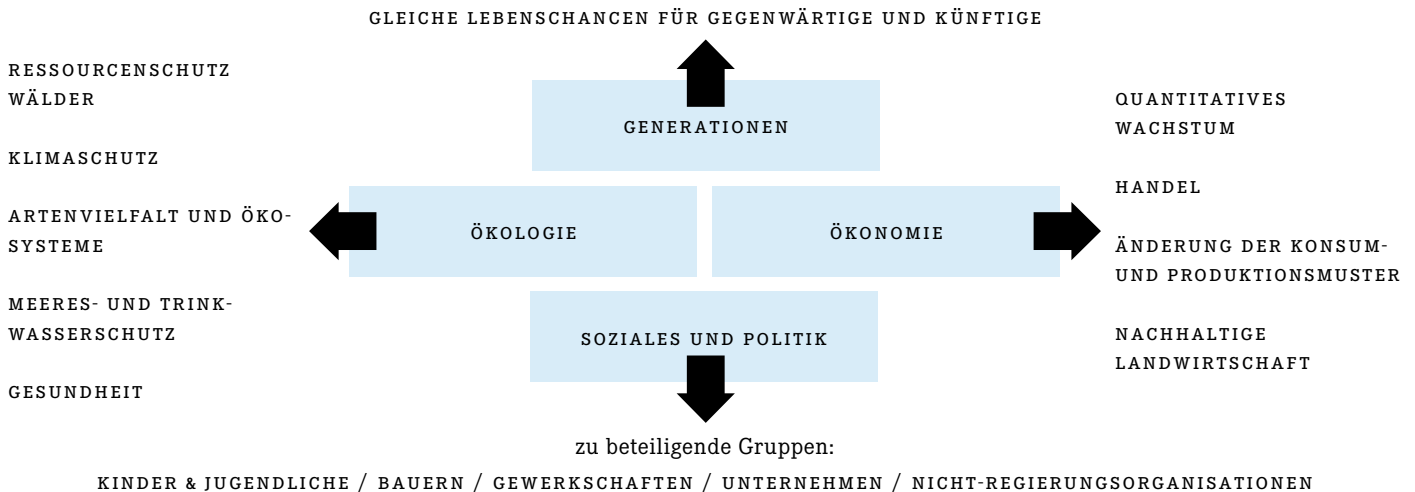 GLEICHE LEBENSCHANCEN FÜR GEGENWÄRTIGE UND KÜNFTIGE
RESSOURCENSCHUTZ
WÄLDER
KLIMASCHUTZ
ARTENVIELFALT UND ÖKO-
SYSTEME
MEERES- UND TRINK-
WASSERSCHUTZ
GESUNDHEIT
GENERATIONEN
ÖKOLOGIE
ÖKONOMIE
SOZIALES UND POLITIK
QUANTITATIVES
WACHSTUM
HANDEL
ÄNDERUNG DER KONSUM-
UND PRODUKTIONSMUSTER
NACHHALTIGE
LANDWIRTSCHAFT
zu beteiligende Gruppen:
KINDER & JUGENDLICHE / BAUERN / GEWERKSCHAFTEN / UNTERNEHMEN / NICHT-REGIERUNGSORGANISATIONEN